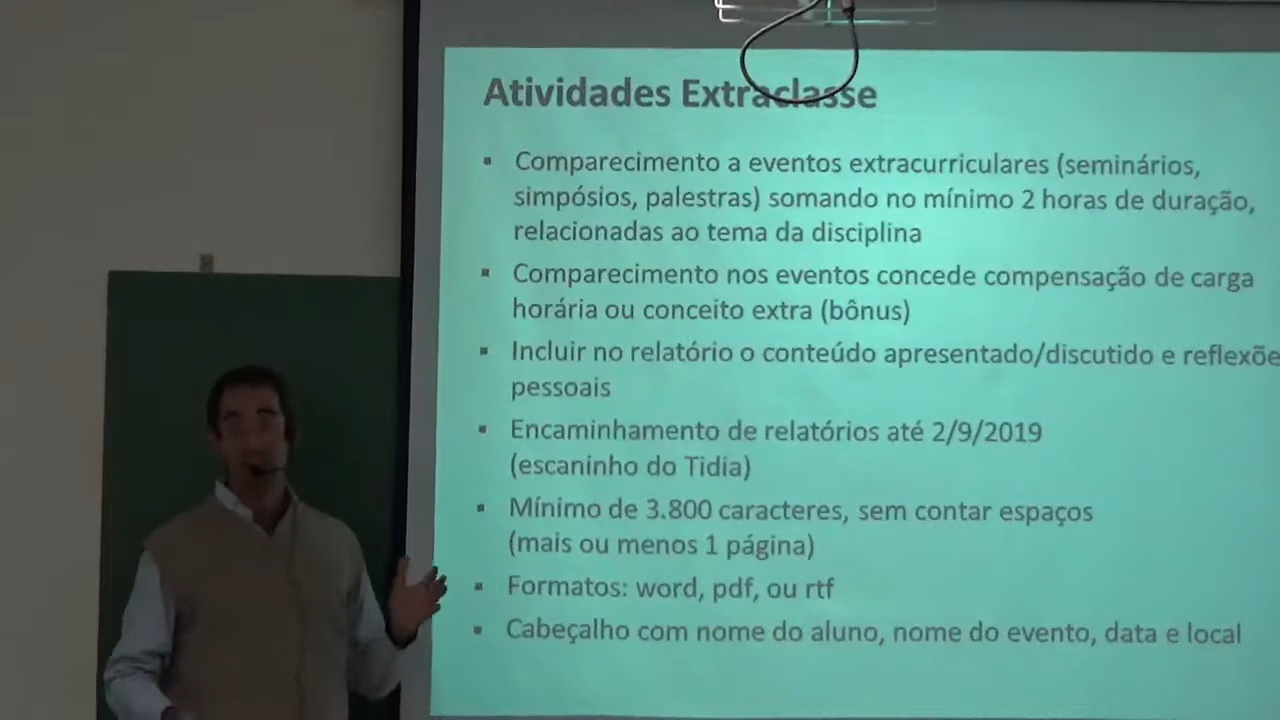 Atividades Extraclasse
▪ Comparecimento a eventos extracurriculares (seminários,
simpósios, palestras) somando no mínimo 2 horas de duração,
relacionadas ao tema da disciplina
▪ Comparecimento nos eventos concede compensação de carga
horária ou conceito extra (bônus)
▪ Incluir no relatório o conteúdo apresentado/discutido e reflexõe
pessoais
▪ Encaminhamento de relatórios até 2/9/2019
(escaninho do Tidia)
▪ Mínimo de 3.800 caracteres, sem contar espaços
(mais ou menos 1 página)
▪ Formatos: word, pdf, ou rtf
▪ Cabeçalho com nome do aluno, nome do evento, data e local